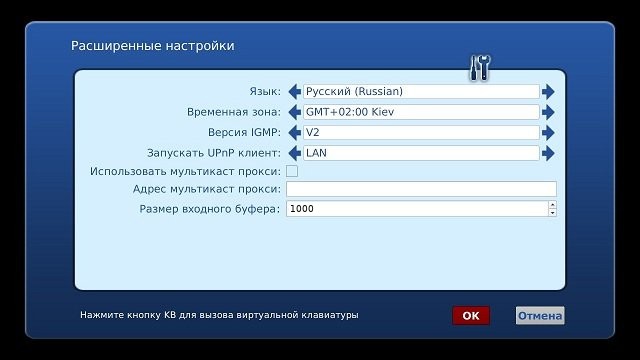 Расширенные настройки
Язык: Русский (Russian)
Временная зона: GMT+02:00 Kiev
Версия IGMP: V2
Запускать UPnP клиент: LAN
Использовать мультикаст прокси:
Адрес мультикаст прокси:
Размер входного буфера: 1000
Нажмите кнопку KB для вызова виртуальной клавиатуры OK Отмена